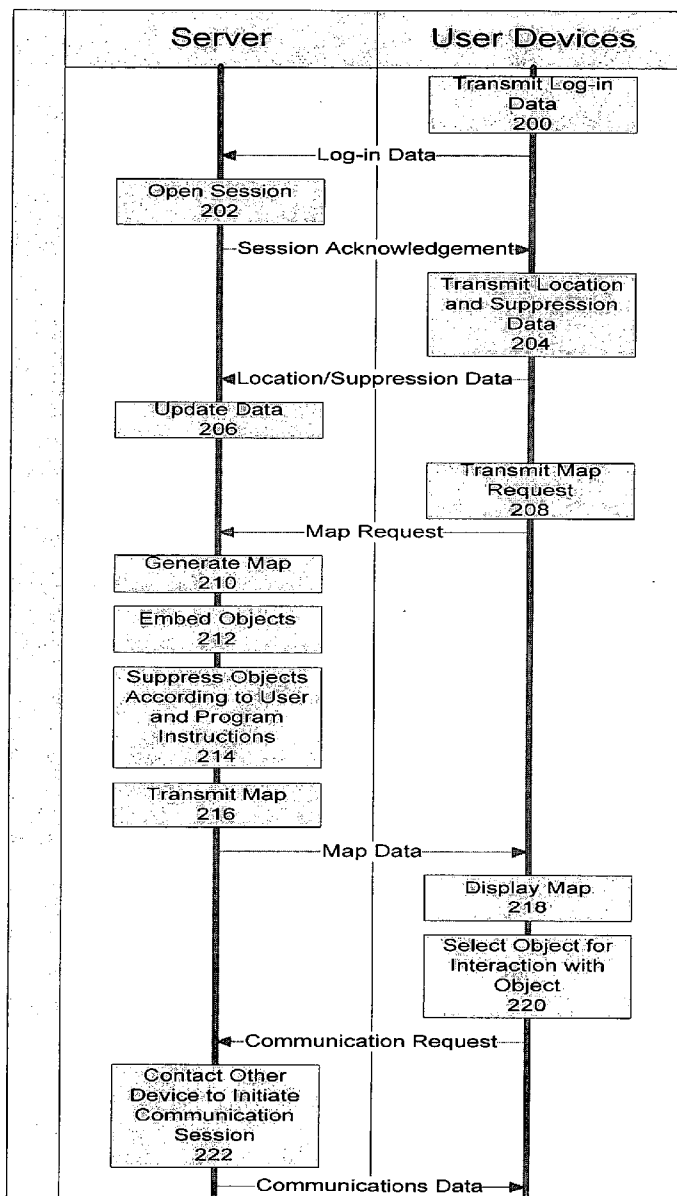 Server
User Devices
Transmit Log-in
Data
200
Log-in Data
Open Session
202
Session Acknowledgement
Transmit Location
and Suppression
Data
204
Location/Suppression Data
Update Data
206
Transmit Map
Request
208
Map Request
Generate Map
210
Embed Objects
212
Suppress Objects
According to User
and Program
Instructions
214
Transmit Map
216
Map Data
Display Map
218
Select Object for
Interaction with
Object
220
Communication Request
Contact Other
Device to Initiate
Communication
Session
222
Communications Data